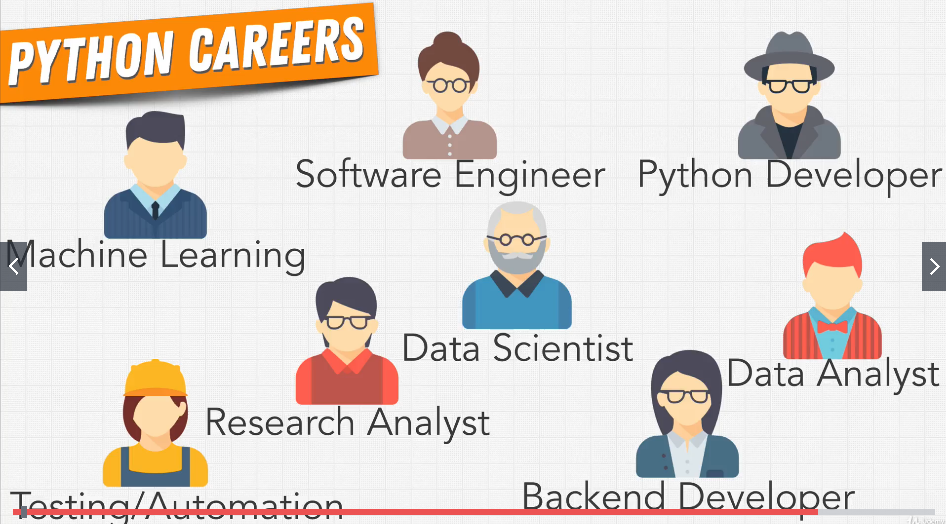 PYTHON CAREERS
Software Engineer
Python Developer
Machine Learning
Data Scientist
Data Analyst
Research Analyst
Backend Developer
Testing/Automation